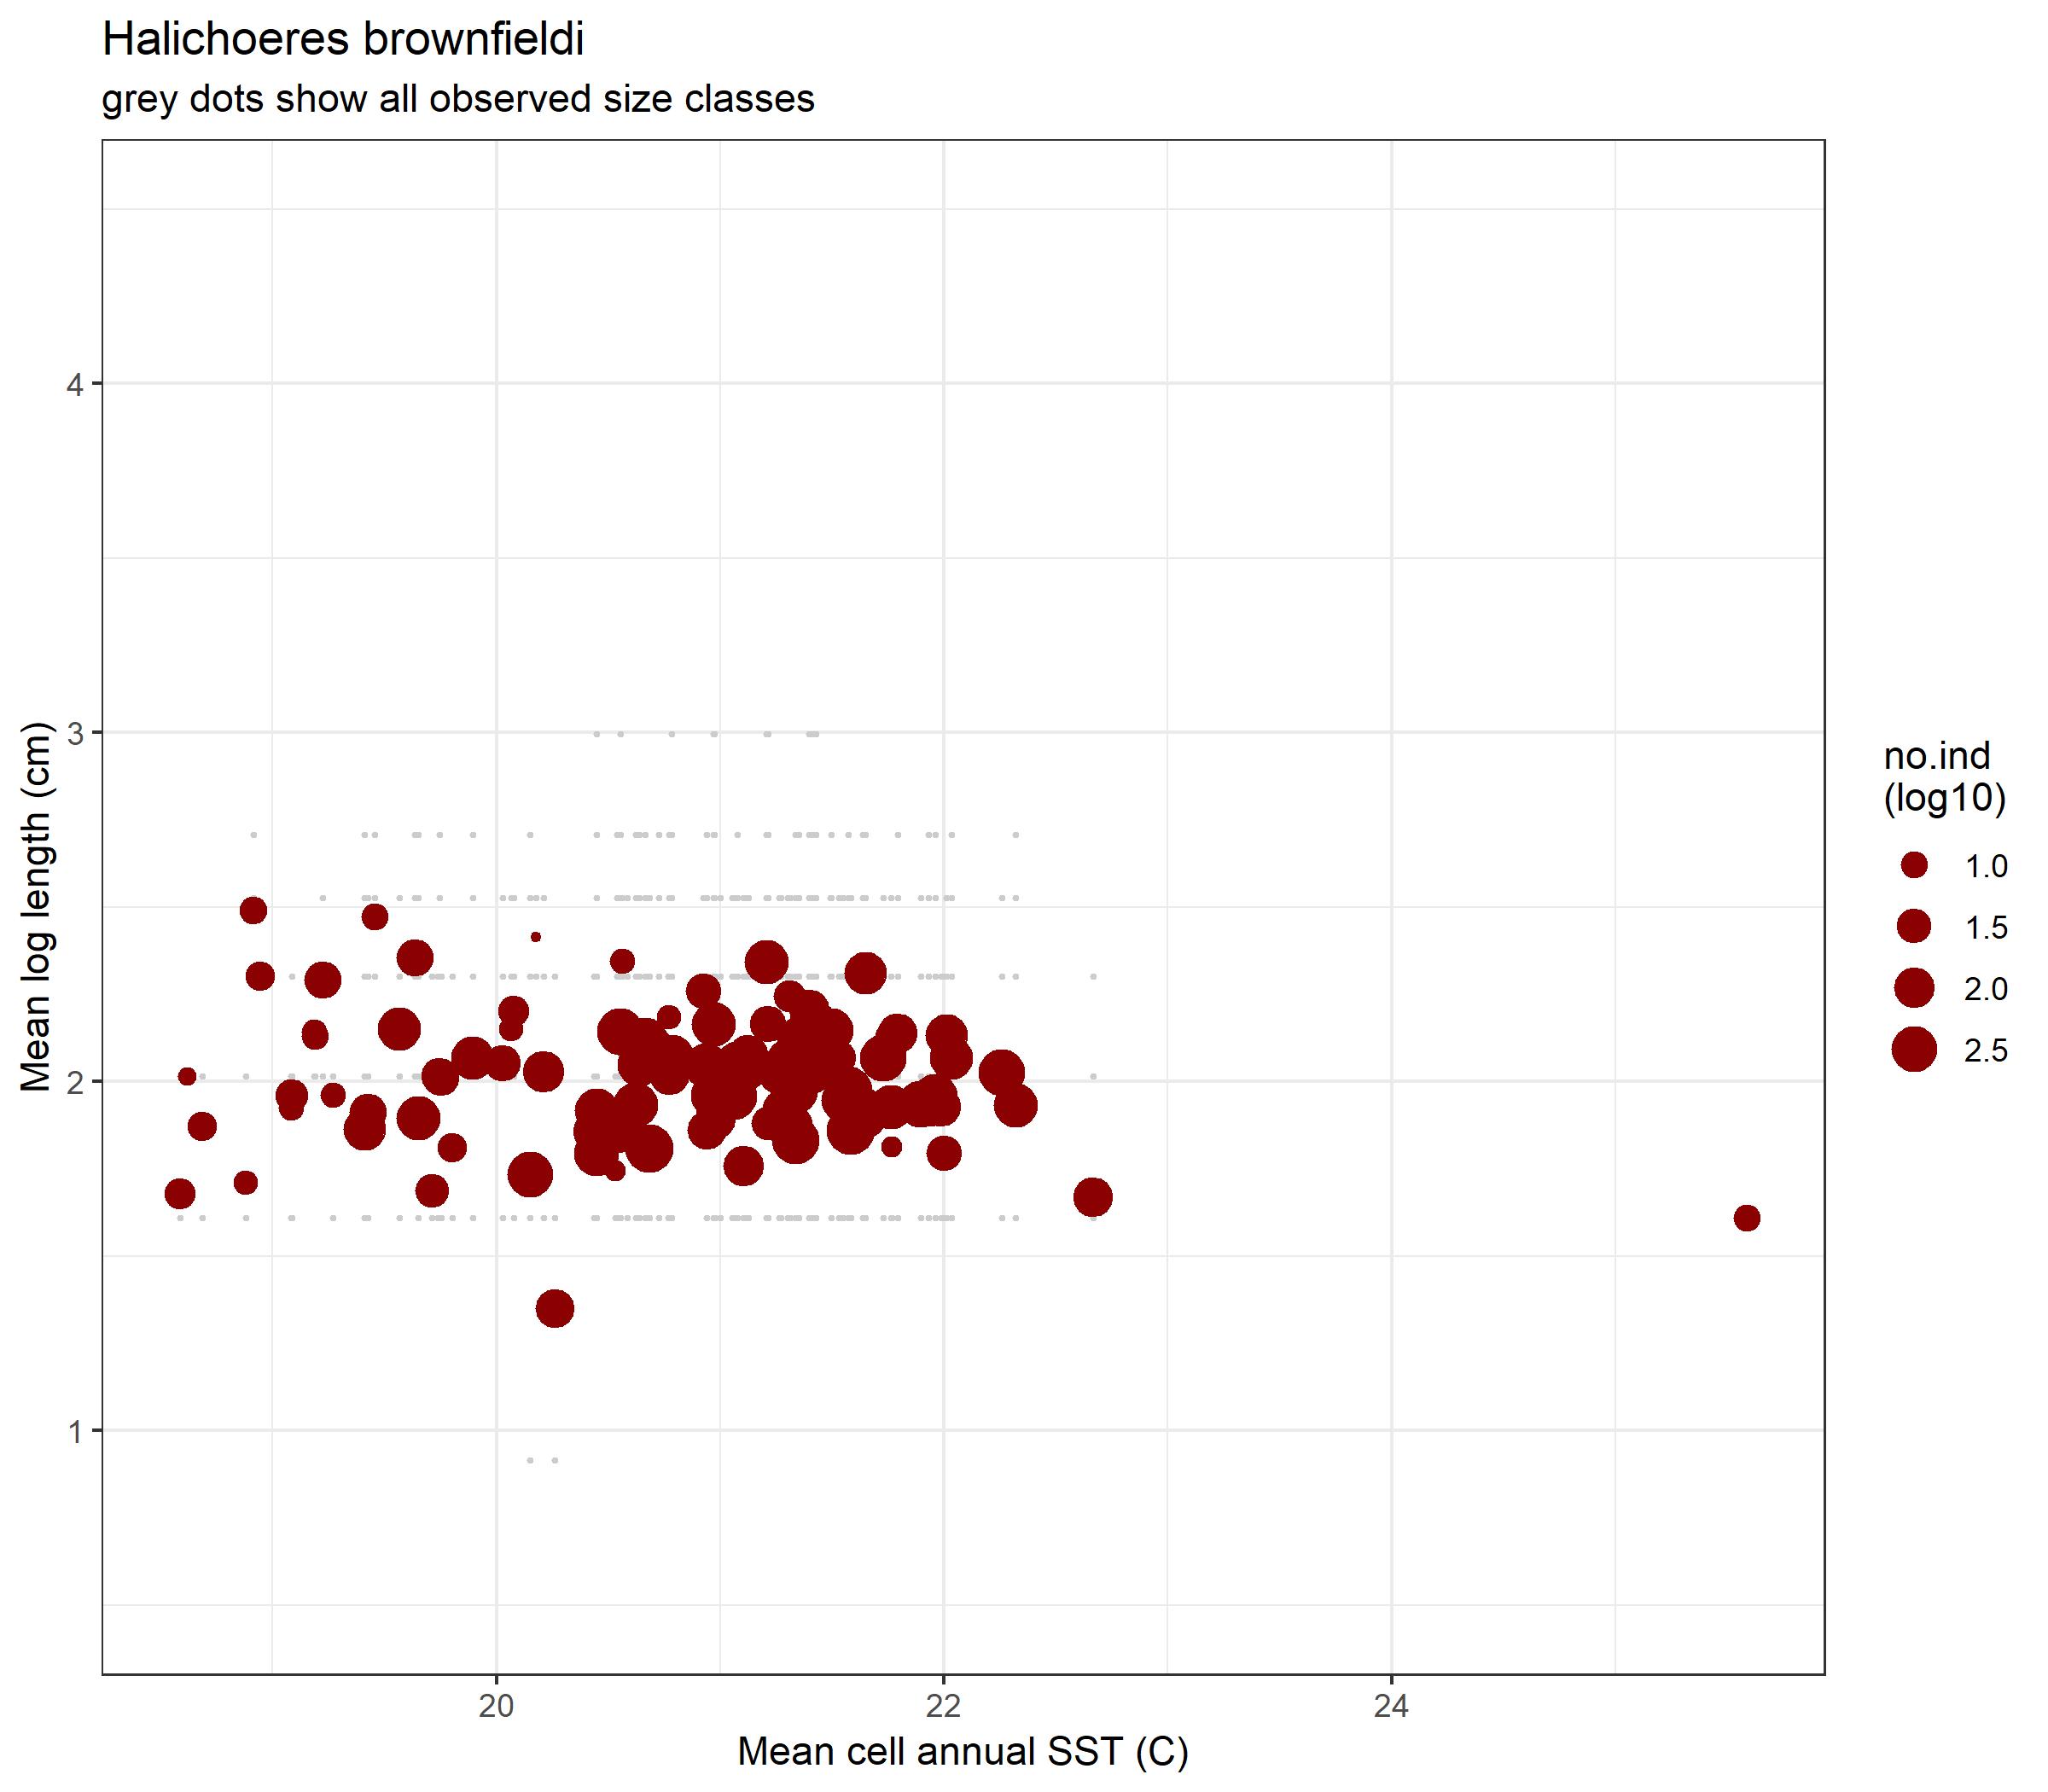 Halichoeres brownfieldi
grey dots show all observed size classes
Mean log length (cm)
4
3
2
1
20
22
24
Mean cell annual SST (C)
no.ind
(log10)
1.0
1.5
2.0
2.5